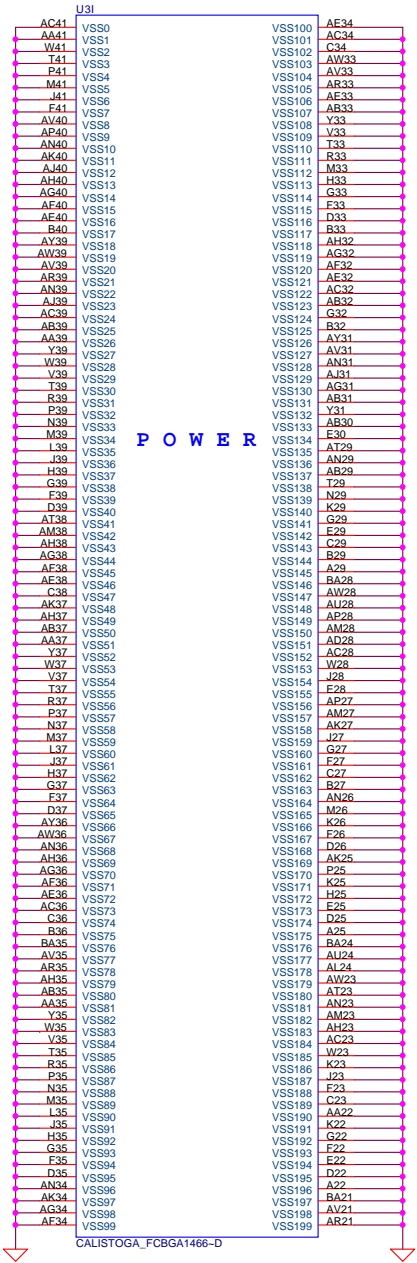 U3I
AC41 VSS0 VSS100 AE34
AA41 VSS1 VSS101 AC34
W41 VSS2 VSS102 C34
T41 VSS3 VSS103 AW33
P41 VSS4 VSS104 AV33
M41 VSS5 VSS105 AR33
J41 VSS6 VSS106 AE33
F41 VSS7 VSS107 AB33
AV40 VSS8 VSS108 Y33
AP40 VSS9 VSS109 V33
AN40 VSS10 VSS110 T33
AK40 VSS11 VSS111 R33
AJ40 VSS12 VSS112 M33
AH40 VSS13 VSS113 H33
AG40 VSS14 VSS114 G33
AF40 VSS15 VSS115 F33
AE40 VSS16 VSS116 D33
B40 VSS17 VSS117 B33
AY39 VSS18 VSS118 AH32
AW39 VSS19 VSS119 AG32
AV39 VSS20 VSS120 AF32
AR39 VSS21 VSS121 AE32
AN39 VSS22 VSS122 AC32
AJ39 VSS23 VSS123 AB32
AC39 VSS24 VSS124 G32
AB39 VSS25 VSS125 B32
AA39 VSS26 VSS126 AY31
Y39 VSS27 VSS127 AV31
W39 VSS28 VSS128 AN31
V39 VSS29 VSS129 AJ31
T39 VSS30 VSS130 AG31
R39 VSS31 VSS131 AB31
P39 VSS32 VSS132 Y31
N39 VSS33 VSS133 AB30
M39 VSS34 POWER VSS134 E30
L39 VSS35 VSS135 AT29
J39 VSS36 VSS136 AN29
H39 VSS37 VSS137 AB29
G39 VSS38 VSS138 T29
F39 VSS39 VSS139 N29
D39 VSS40 VSS140 K29
AT38 VSS41 VSS141 G29
AM38 VSS42 VSS142 E29
AH38 VSS43 VSS143 C29
AG38 VSS44 VSS144 B29
AF38 VSS45 VSS145 A29
AE38 VSS46 VSS146 BA28
C38 VSS47 VSS147 AW28
AK37 VSS48 VSS148 AU28
AH37 VSS49 VSS149 AP28
AB37 VSS50 VSS150 AM28
AA37 VSS51 VSS151 AD28
Y37 VSS52 VSS152 AC28
W37 VSS53 VSS153 W28
V37 VSS54 VSS154 J28
T37 VSS55 VSS155 E28
R37 VSS56 VSS156 AP27
P37 VSS57 VSS157 AM27
N37 VSS58 VSS158 AK27
M37 VSS59 VSS159 J27
L37 VSS60 VSS160 G27
J37 VSS61 VSS161 F27
H37 VSS62 VSS162 C27
G37 VSS63 VSS163 B27
F37 VSS64 VSS164 AN26
D37 VSS65 VSS165 M26
AY36 VSS66 VSS166 K26
AW36 VSS67 VSS167 F26
AN36 VSS68 VSS168 D26
AH36 VSS69 VSS169 AK25
AG36 VSS70 VSS170 P25
AF36 VSS71 VSS171 K25
AE36 VSS72 VSS172 H25
AC36 VSS73 VSS173 E25
C36 VSS74 VSS174 D25
B36 VSS75 VSS175 A25
BA35 VSS76 VSS176 BA24
AV35 VSS77 VSS177 AU24
AR35 VSS78 VSS178 AL24
AH35 VSS79 VSS179 AW23
AB35 VSS80 VSS180 AT23
AA35 VSS81 VSS181 AN23
Y35 VSS82 VSS182 AM23
W35 VSS83 VSS183 AH23
V35 VSS84 VSS184 AC23
T35 VSS85 VSS185 W23
R35 VSS86 VSS186 K23
P35 VSS87 VSS187 J23
N35 VSS88 VSS188 F23
M35 VSS89 VSS189 C23
L35 VSS90 VSS190 AA22
J35 VSS91 VSS191 K22
H35 VSS92 VSS192 G22
G35 VSS93 VSS193 F22
F35 VSS94 VSS194 E22
D35 VSS95 VSS195 D22
AN34 VSS96 VSS196 A22
AK34 VSS97 VSS197 BA21
AG34 VSS98 VSS198 AV21
AF34 VSS99 VSS199 AR21
CALISTOGA_FCBGA1466~D